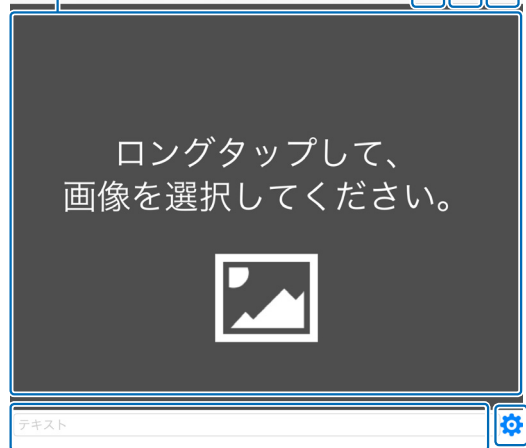 ロングタップして、
画像を選択してください。
テキスト